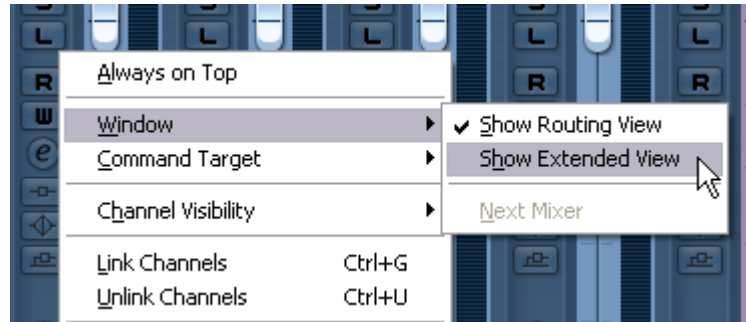 L L L L L
R Always on Top R R
W Window Show Routing View
e Command Target Show Extended View
Channel Visibility Next Mixer
Link Channels Ctrl+G
Unlink Channels Ctrl+U